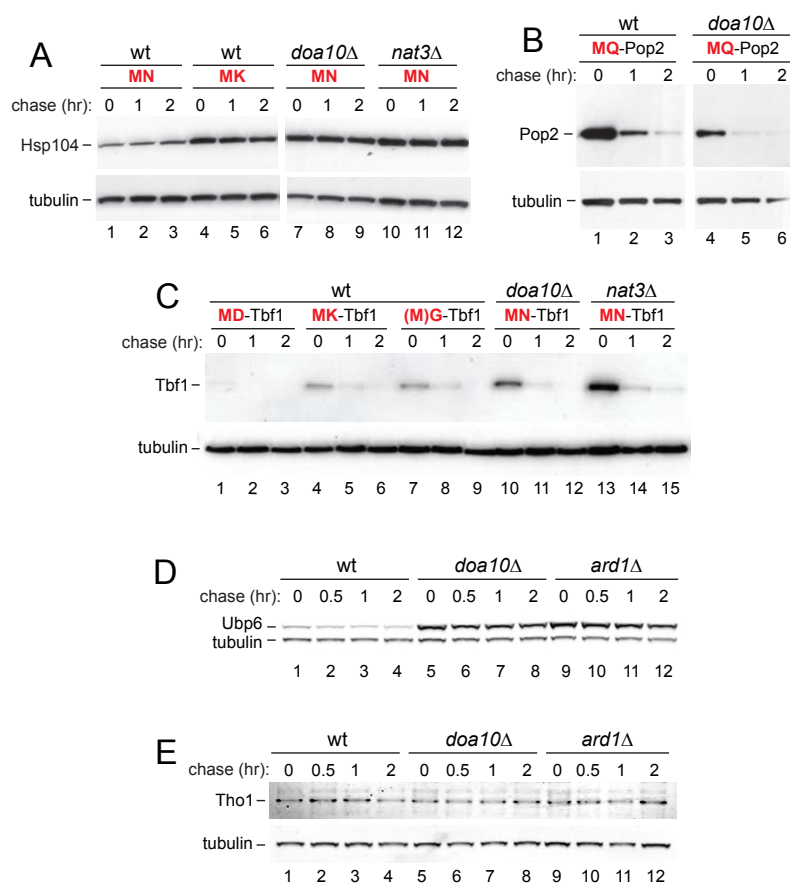 A
wt wt doa10Δ nat3Δ
MN MK MN MN
chase (hr): 0 1 2 0 1 2 0 1 2 0 1 2
Hsp104
tubulin
1 2 3 4 5 6 7 8 9 10 11 12
B
wt doa10Δ
MQ-Pop2 MQ-Pop2
chase (hr): 0 1 2 0 1 2
Pop2
tubulin
1 2 3 4 5 6
C
wt doa10Δ nat3Δ
MD-Tbf1 MK-Tbf1 (M)G-Tbf1 MN-Tbf1 MN-Tbf1
chase (hr): 0 1 2 0 1 2 0 1 2 0 1 2 0 1 2
Tbf1
tubulin
1 2 3 4 5 6 7 8 9 10 11 12 13 14 15
D
wt doa10Δ ard1Δ
chase (hr): 0 0.5 1 2 0 0.5 1 2 0 0.5 1 2
Ubp6
tubulin
1 2 3 4 5 6 7 8 9 10 11 12
E
wt doa10Δ ard1Δ
chase (hr): 0 0.5 1 2 0 0.5 1 2 0 0.5 1 2
Tho1
tubulin
1 2 3 4 5 6 7 8 9 10 11 12